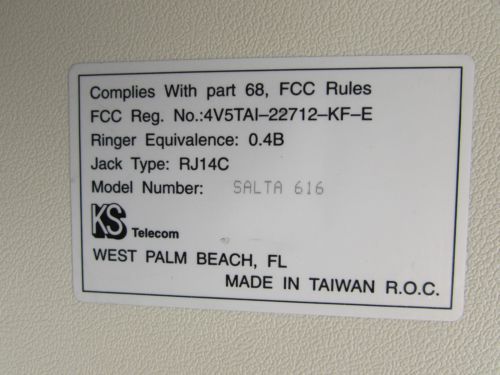 Complies With part 68, FCC Rules
FCC Reg. No.:4V5TAI-22712-KF-E
Ringer Equivalence: 0.4B
Jack Type: RJ14C
Model Number: SALTA 616
KS Telecom
WEST PALM BEACH, FL
MADE IN TAIWAN R.O.C.